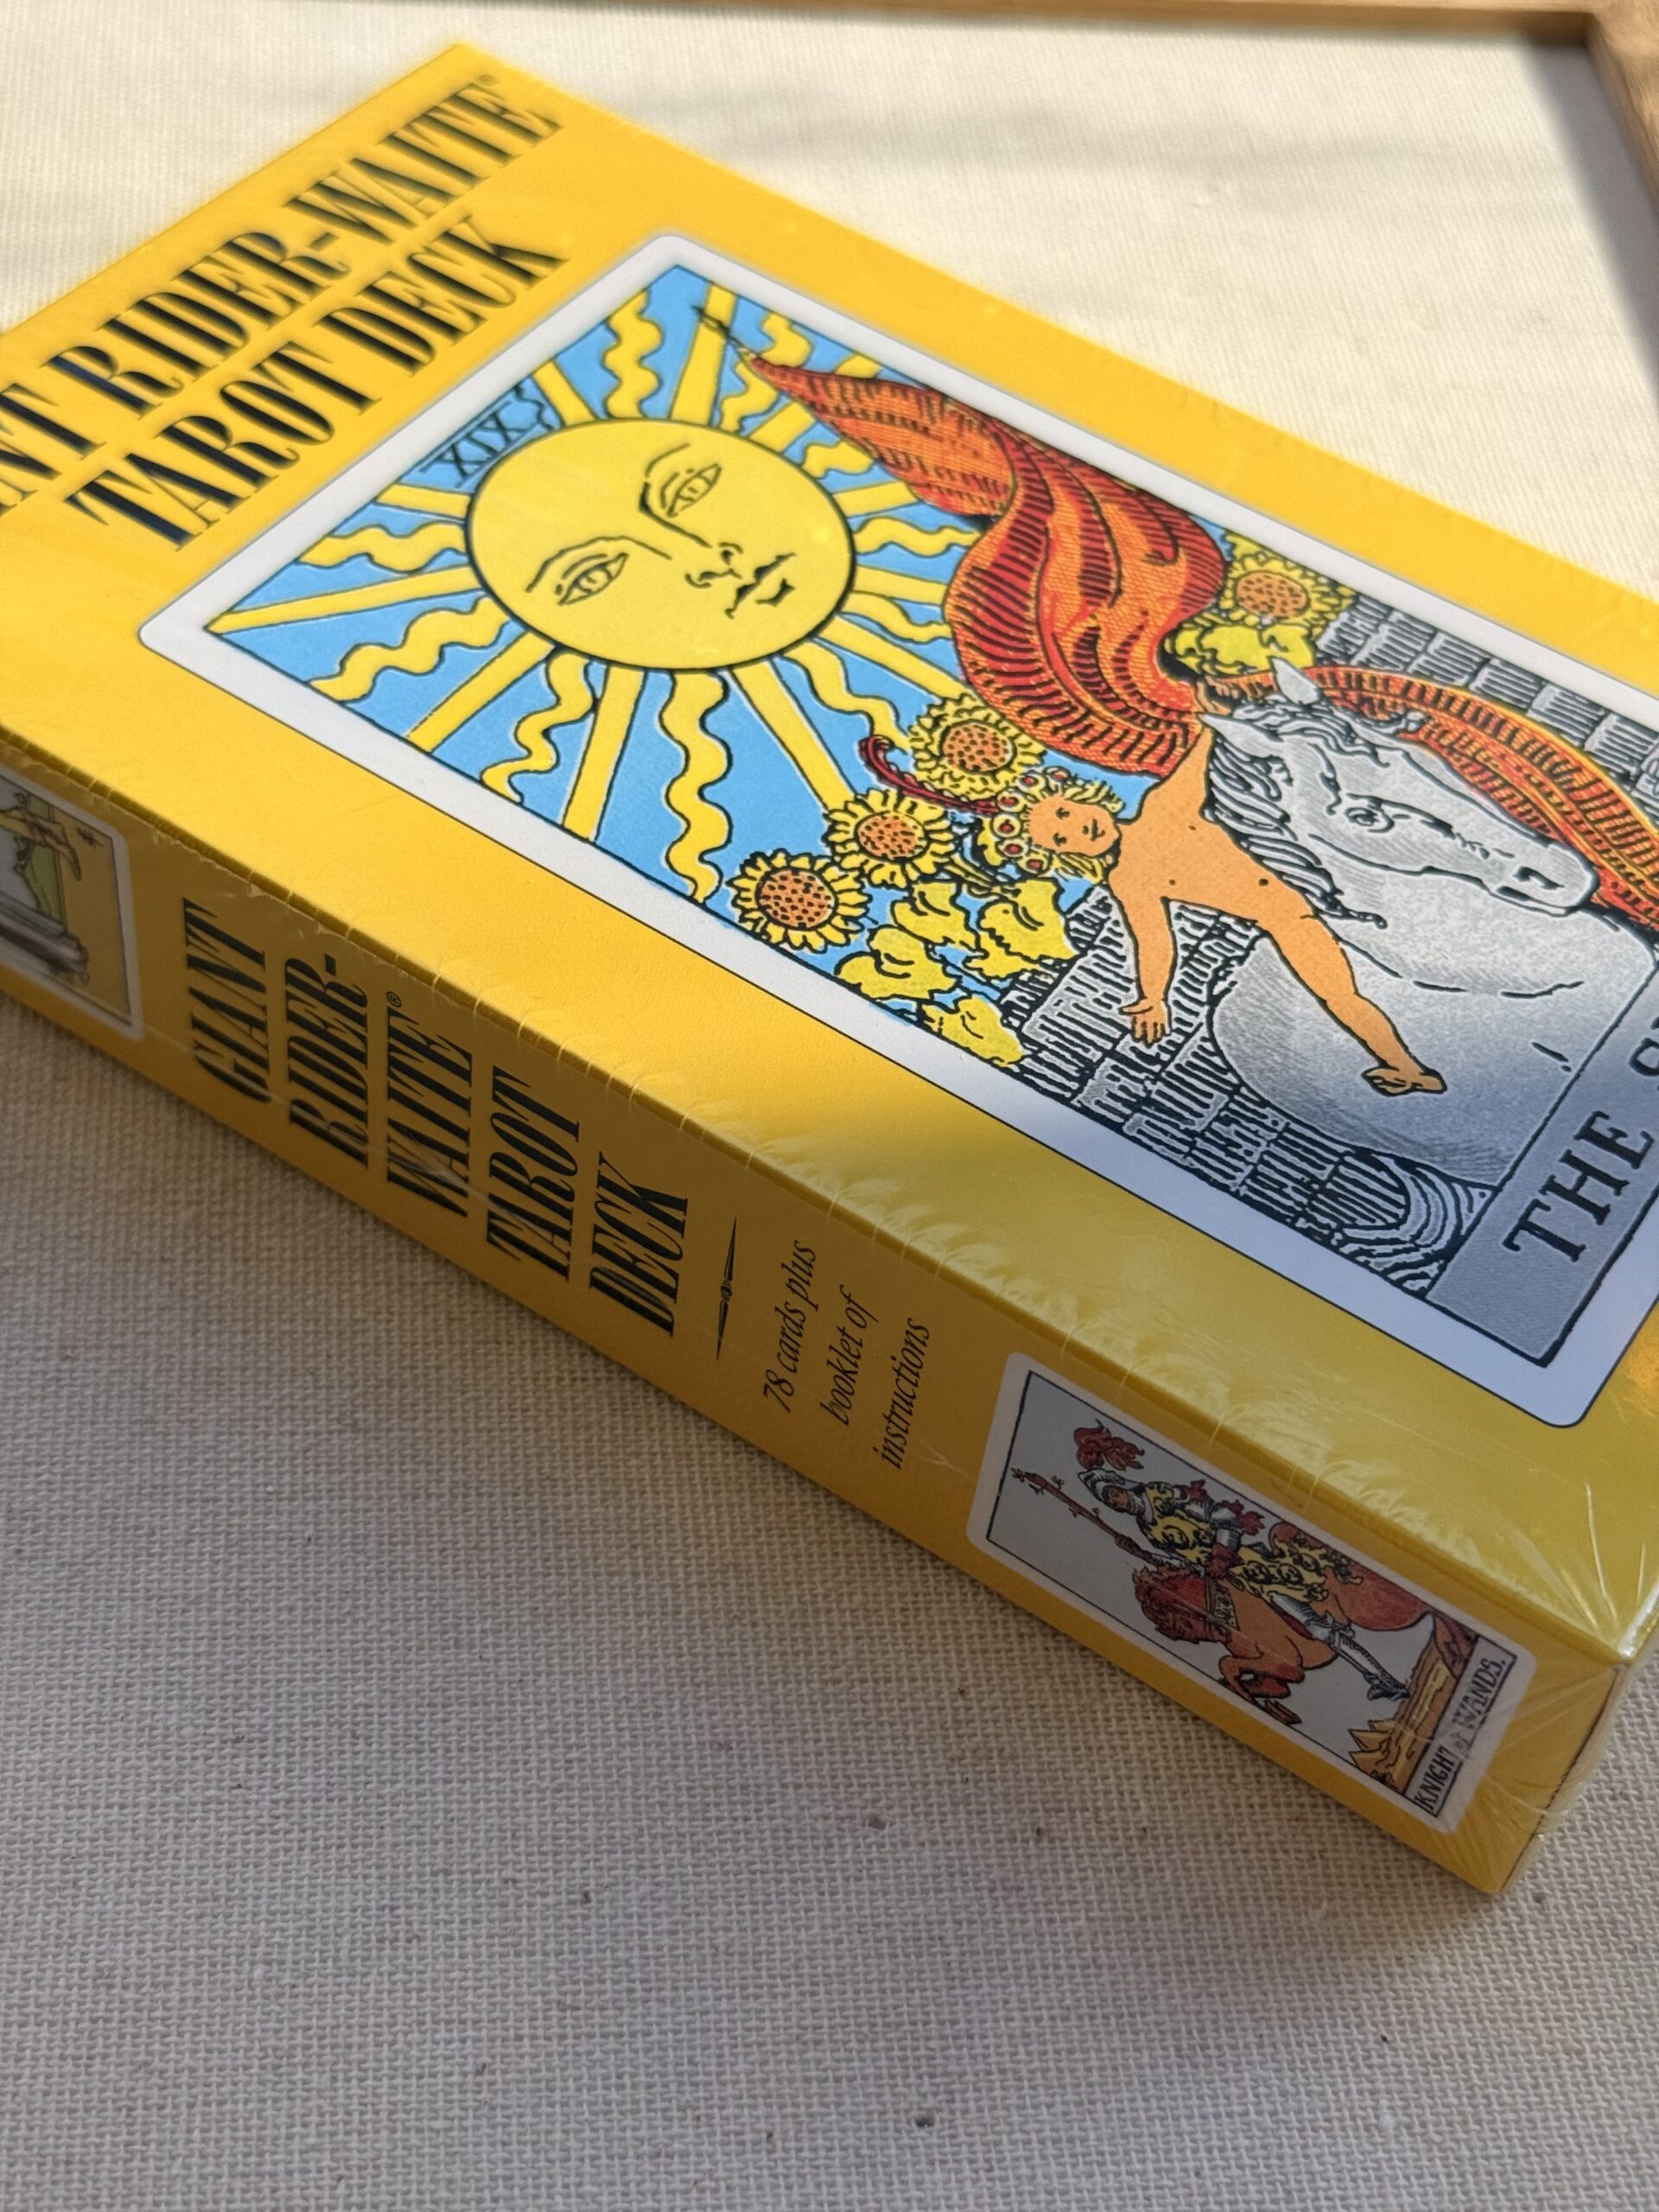 RIDER-WAITE®
TAROT DECK
XIX
THE
GIANT
RIDER-
WAITE®
TAROT
DECK
78 cards plus
booklet of
instructions
KNIGHT of WANDS.